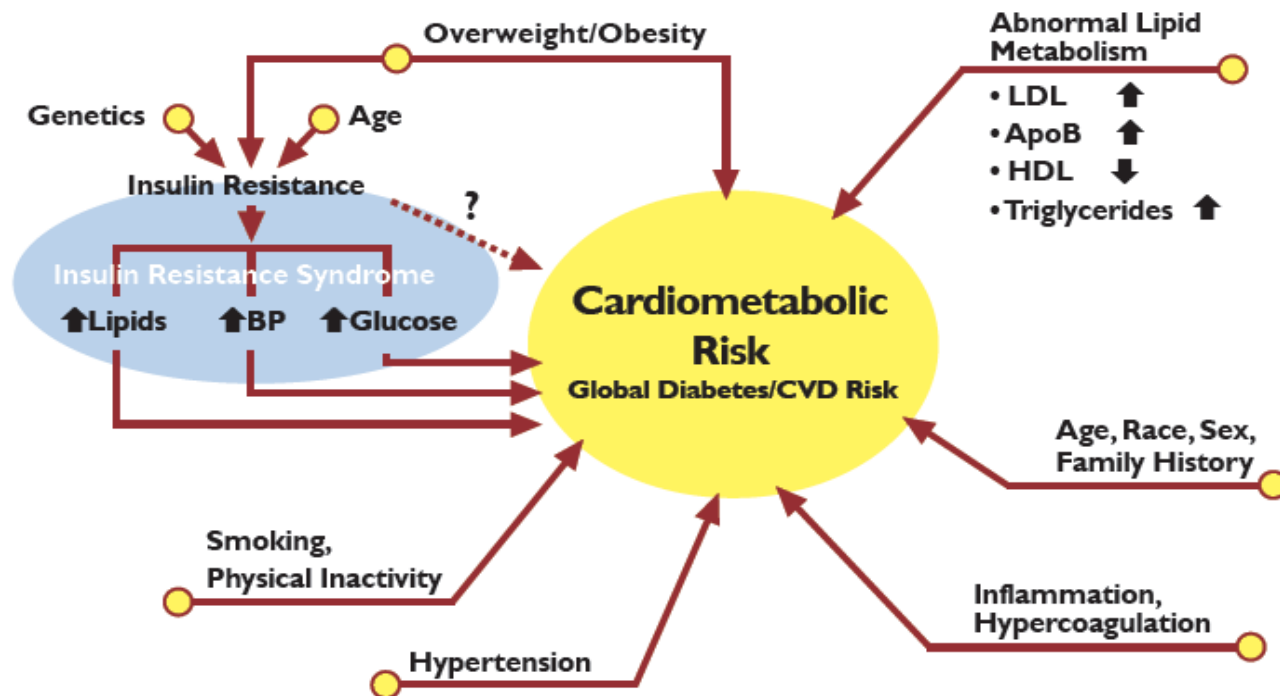 Overweight/Obesity
Abnormal Lipid
Metabolism
• LDL ⬆
• ApoB ⬆
• HDL ⬇
• Triglycerides ⬆
Genetics
Age
Insulin Resistance
?
Insulin Resistance Syndrome
⬆Lipids ⬆BP ⬆Glucose
Cardiometabolic
Risk
Global Diabetes/CVD Risk
Age, Race, Sex,
Family History
Smoking,
Physical Inactivity
Inflammation,
Hypercoagulation
Hypertension